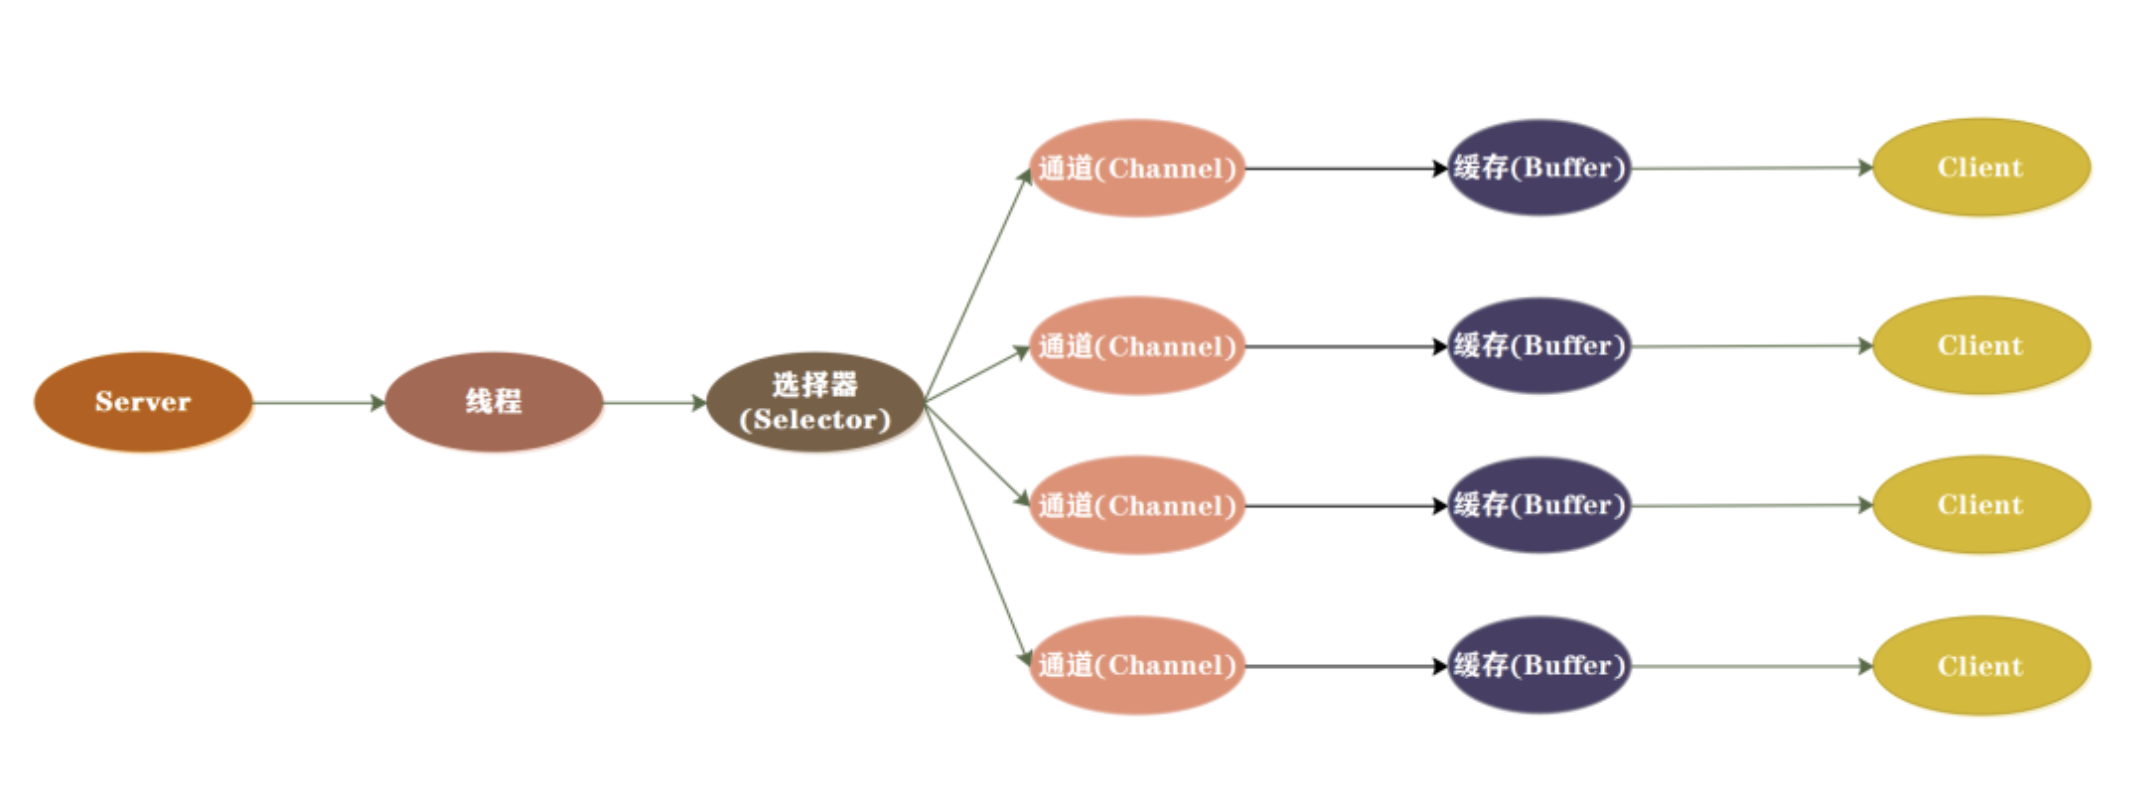 Server
线程
选择器
(Selector)
通道(Channel)
缓存(Buffer)
Client
通道(Channel)
缓存(Buffer)
Client
通道(Channel)
缓存(Buffer)
Client
通道(Channel)
缓存(Buffer)
Client